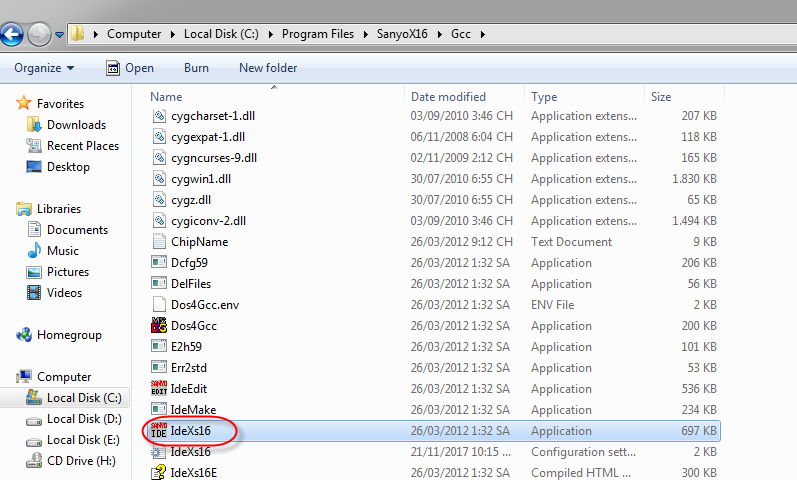 Computer Local Disk (C:) Program Files SanyoX16 Gcc
Organize Open Burn New folder
Favorites
Downloads
Recent Places
Desktop
Libraries
Documents
Music
Pictures
Videos
Homegroup
Computer
Local Disk (C:)
Local Disk (D:)
Local Disk (E:)
CD Drive (H:)
Name Date modified Type Size
cygcharset-1.dll 03/09/2010 3:46 CH Application extens... 207 KB
cygexpat-1.dll 06/11/2008 6:04 CH Application extens... 118 KB
cygncurses-9.dll 02/11/2009 2:12 CH Application extens... 165 KB
cygwin1.dll 30/07/2010 6:55 CH Application extens... 1.830 KB
cygz.dll 30/07/2010 6:55 CH Application extens... 65 KB
cygiconv-2.dll 03/09/2010 3:46 CH Application extens... 1.494 KB
ChipName 26/03/2012 9:12 CH Text Document 9 KB
Dcfg59 26/03/2012 1:32 SA Application 206 KB
DelFiles 26/03/2012 1:32 SA Application 56 KB
Dos4Gcc.env 26/03/2012 1:32 SA ENV File 2 KB
Dos4Gcc 26/03/2012 1:32 SA Application 200 KB
E2h59 26/03/2012 1:32 SA Application 101 KB
Err2std 26/03/2012 1:32 SA Application 53 KB
SANYO EDIT IdeEdit 26/03/2012 1:32 SA Application 536 KB
IdeMake 26/03/2012 1:32 SA Application 234 KB
SANYO IDE IdeXs16 26/03/2012 1:32 SA Application 697 KB
IdeXs16 21/11/2017 10:15 ... Configuration sett... 2 KB
IdeXs16E 26/03/2012 1:32 SA Compiled HTML ... 300 KB